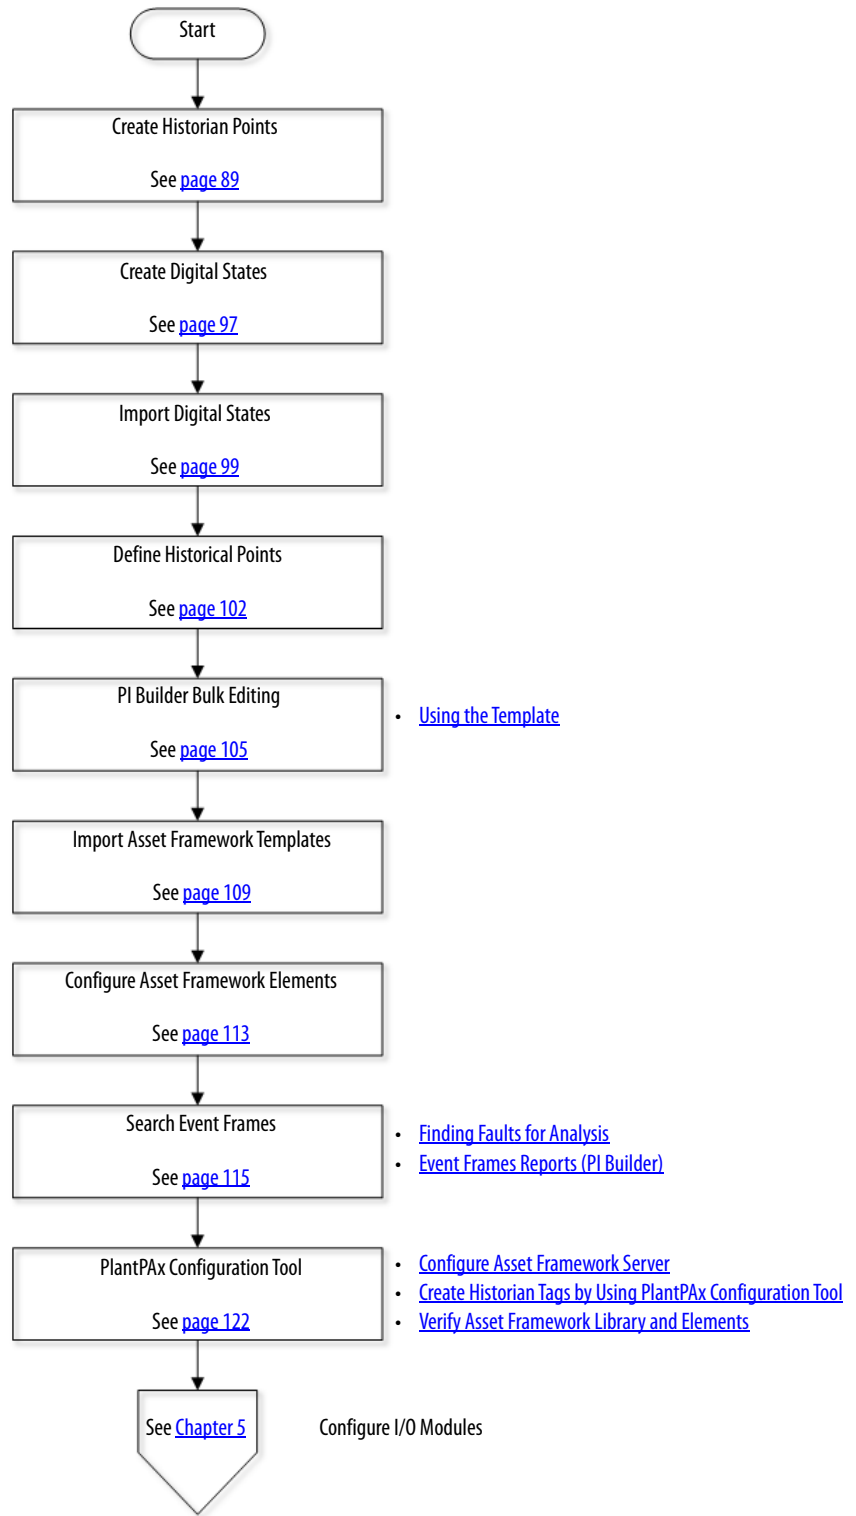 Start
Create Historian Points
See page 89
Create Digital States
See page 97
Import Digital States
See page 99
Define Historical Points
See page 102
PI Builder Bulk Editing
See page 105
• Using the Template
Import Asset Framework Templates
See page 109
Configure Asset Framework Elements
See page 113
Search Event Frames
See page 115
• Finding Faults for Analysis
• Event Frames Reports (PI Builder)
PlantPAx Configuration Tool
See page 122
• Configure Asset Framework Server
• Create Historian Tags by Using PlantPAx Configuration Tool
• Verify Asset Framework Library and Elements
See Chapter 5
Configure I/O Modules